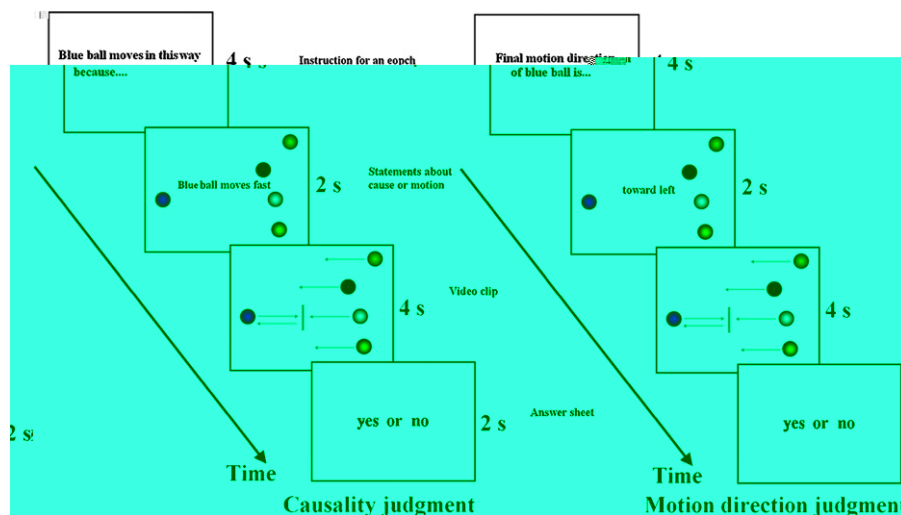 Blue ball moves in this way
because....
4 s
Instruction for an eopch
Final motion direction
of blue ball is...
4 s
Blue ball moves fast
2 s
Statements about
cause or motion
toward left
2 s
4 s
Video clip
4 s
yes or no
2 s
Answer sheet
yes or no
2 s
Time
Time
Causality judgment
Motion direction judgment